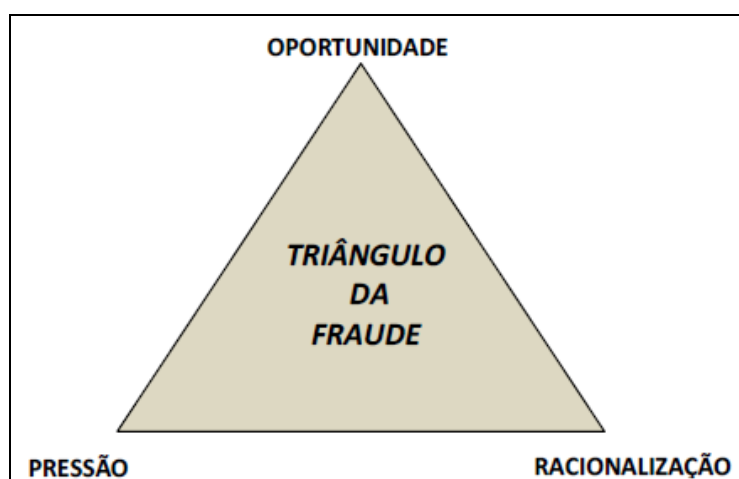 OPORTUNIDADE
TRIÂNGULO
DA
FRAUDE
PRESSÃO
RACIONALIZAÇÃO